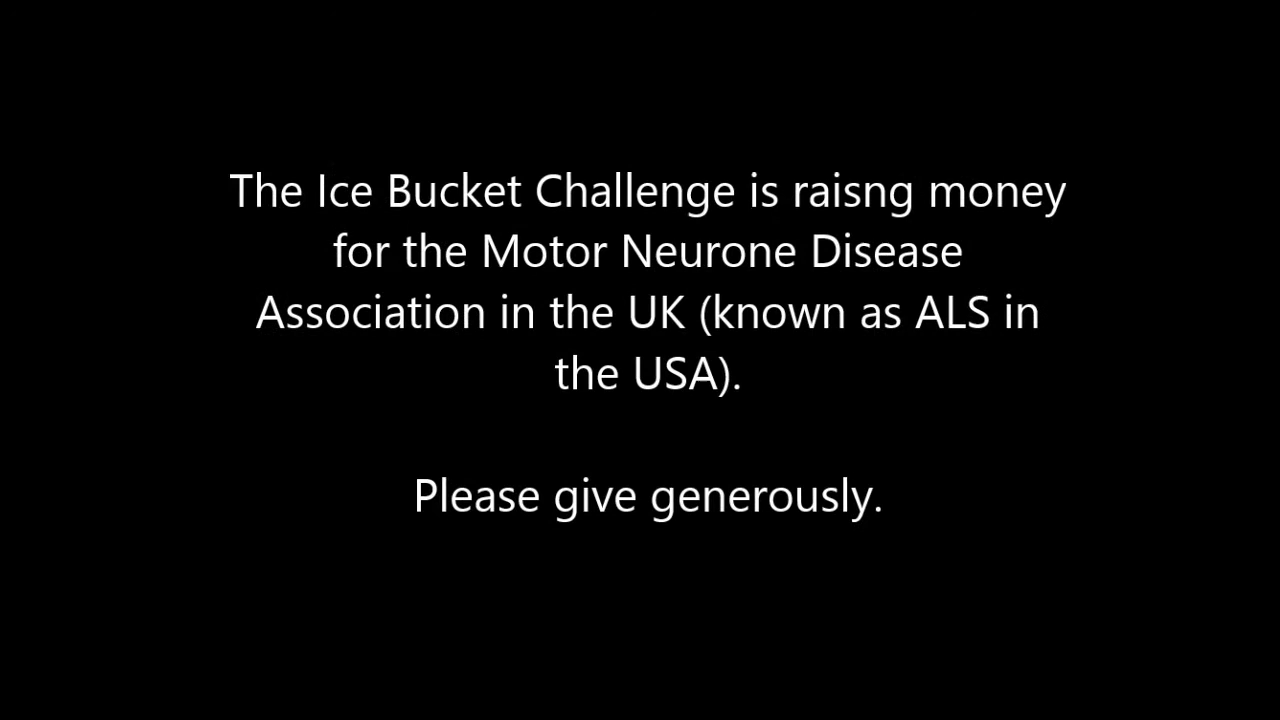 The Ice Bucket Challenge is raisng money
for the Motor Neurone Disease
Association in the UK (known as ALS in
the USA).
Please give generously.